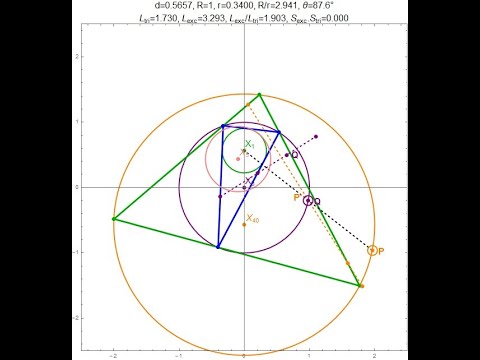 d=0.5657, R=1, r=0.3400, R/r=2.941, θ=87.6°
L_tri=1.730, L_exc=3.293, L_exc/L_tri=1.903, S_exc.S_tri=0.000
2
1
X₁
X
Q
0
X
P'
Q
X₄₀
P
-1
-2
-2
-1
0
1
2